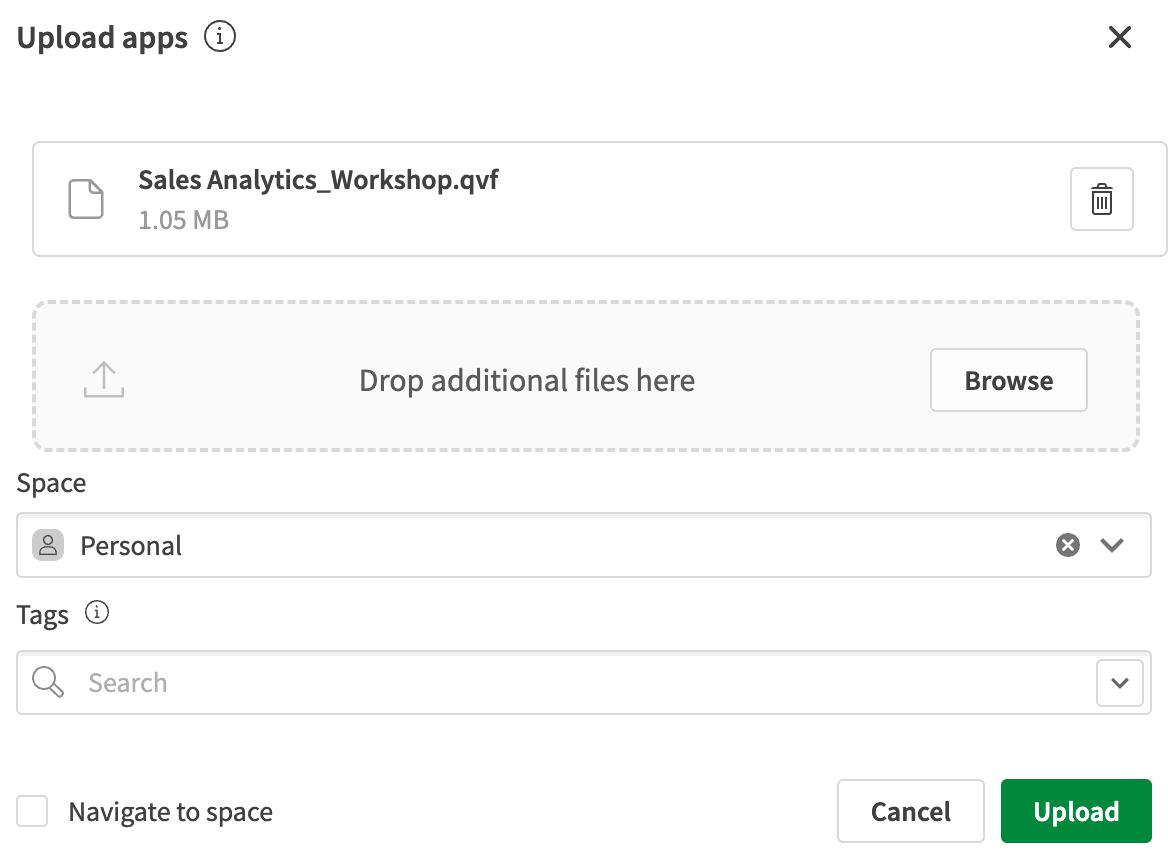 Upload apps
Sales Analytics_Workshop.qvf
1.05 MB
Drop additional files here
Browse
Space
Personal
Tags
Search
Navigate to space
Cancel
Upload